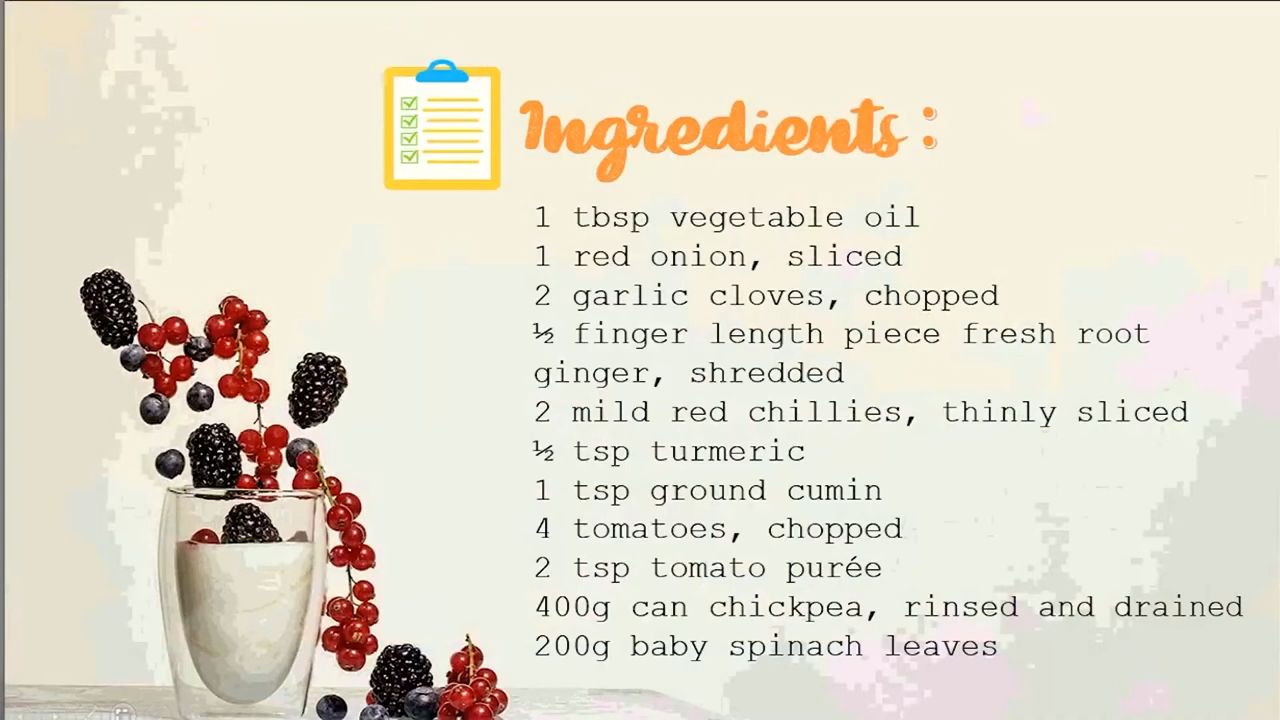 Ingredients :
1 tbsp vegetable oil
1 red onion, sliced
2 garlic cloves, chopped
½ finger length piece fresh root
ginger, shredded
2 mild red chillies, thinly sliced
½ tsp turmeric
1 tsp ground cumin
4 tomatoes, chopped
2 tsp tomato purée
400g can chickpea, rinsed and drained
200g baby spinach leaves